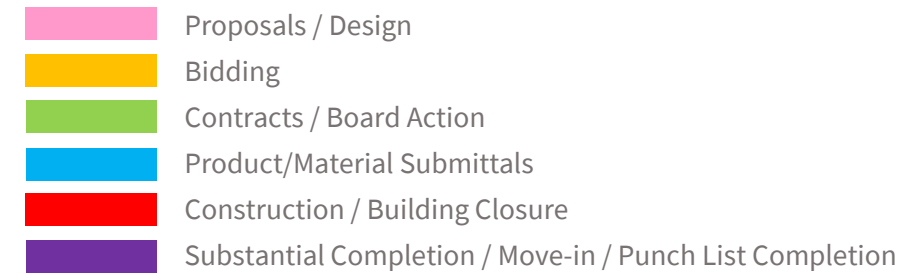 Proposals / Design
Bidding
Contracts / Board Action
Product/Material Submittals
Construction / Building Closure
Substantial Completion / Move-in / Punch List Completion